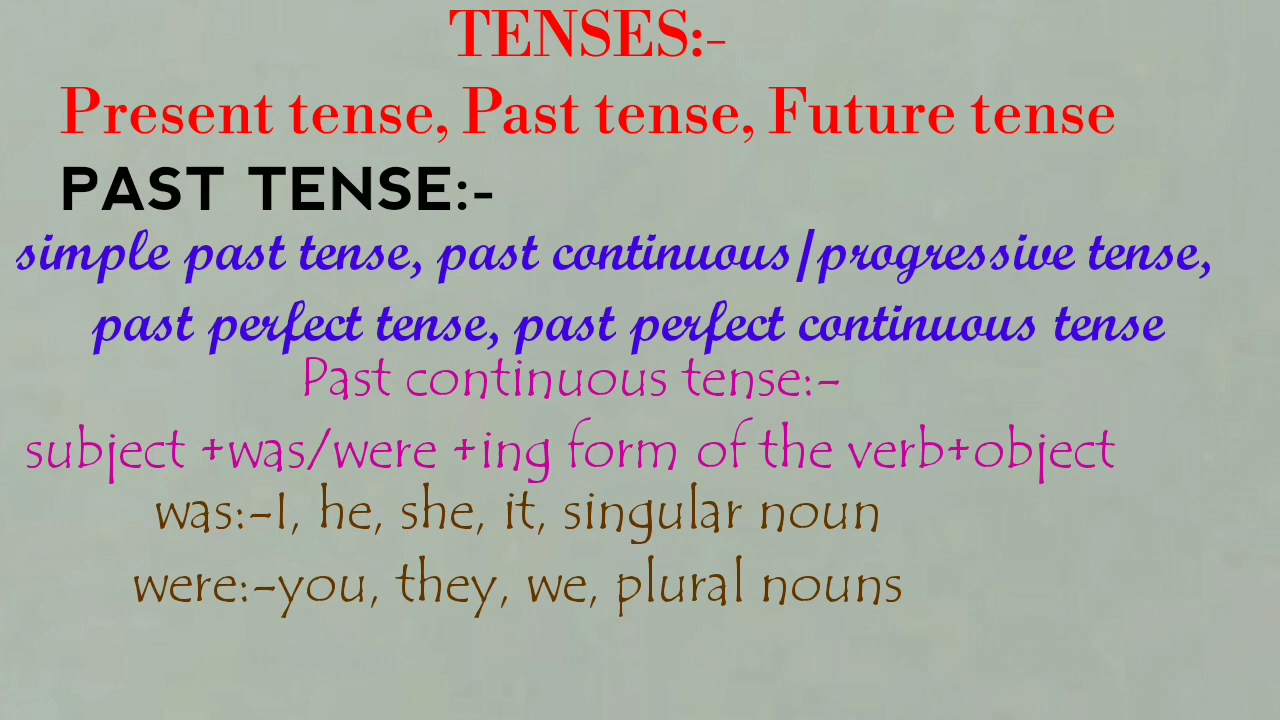 TENSES:-
Present tense, Past tense, Future tense
PAST TENSE:-
simple past tense, past continuous/progressive tense,
past perfect tense, past perfect continuous tense
Past continuous tense:-
subject +was/were +ing form of the verb+object
was:-I, he, she, it, singular noun
were:-you, they, we, plural nouns